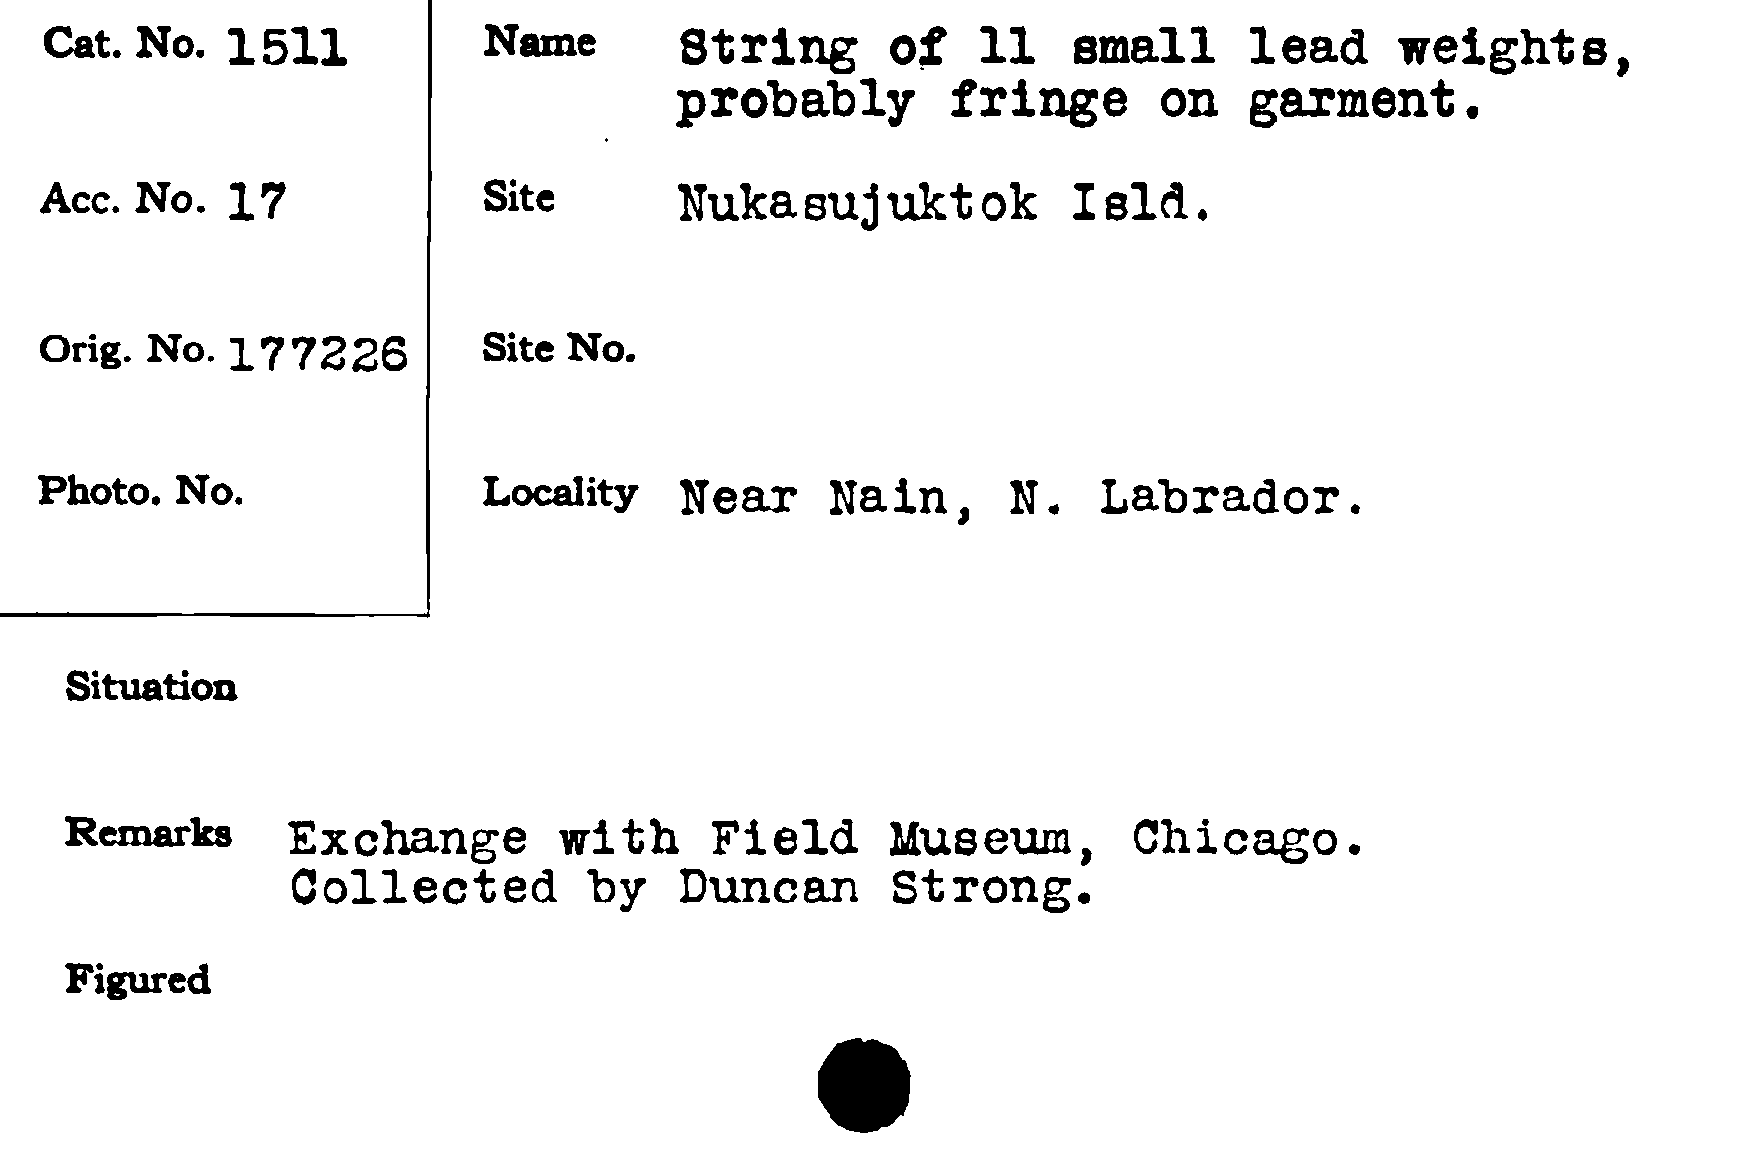 Cat. No. 1511
Name String of 11 small lead weights,
probably fringe on garment.
Acc. No. 17
Site Nukasujuktok Isld.
Orig. No. 177226
Site No.
Photo. No.
Locality Near Nain, N. Labrador.
Situation
Remarks Exchange with Field Museum, Chicago.
Collected by Duncan Strong.
Figured